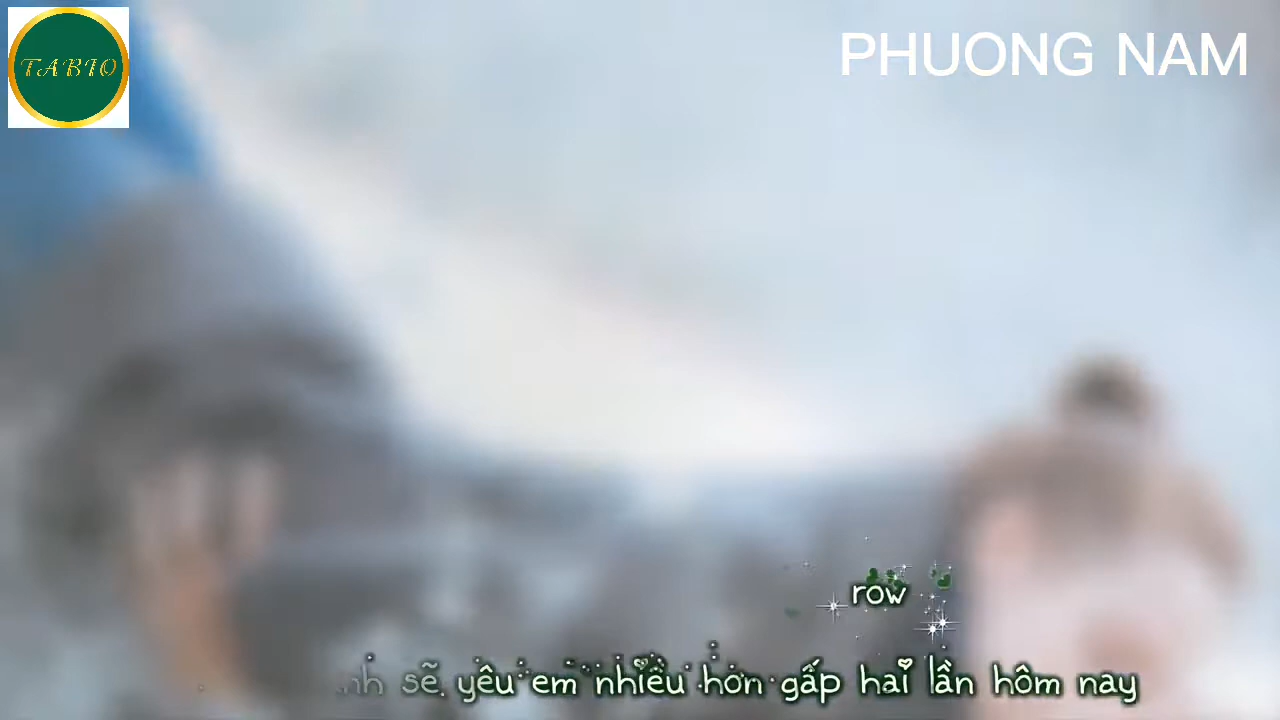 TABIO
PHUONG NAM
row
sẽ yêu em nhiều hơn gấp hai lần hôm nay